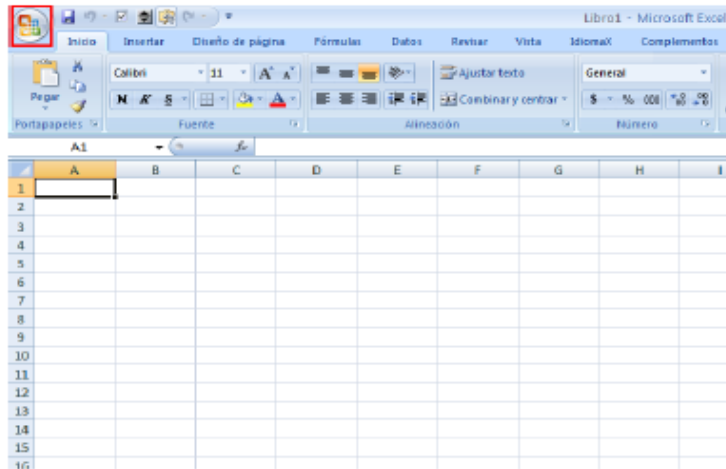 Libro1 - Microsoft Excel
Inicio Insertar Diseño de página Fórmulas Datos Revisar Vista IdiomaX Complementos
Calibri 11 A A Ajustar texto General
Pegar N K S A Combinar y centrar $ % 000
Portapapeles Fuente Alineación Número
A1 fx
A B C D E F G H I
1
2
3
4
5
6
7
8
9
10
11
12
13
14
15
16